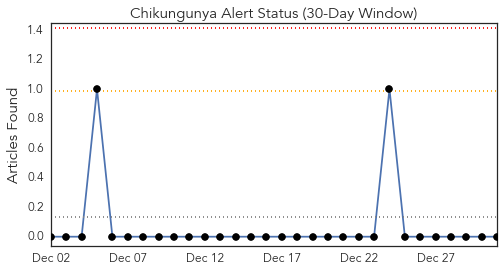 Chikungunya Alert Status (30-Day Window)
Articles Found
1.4
1.2
1.0
0.8
0.6
0.4
0.2
0.0
Dec 02 Dec 07 Dec 12 Dec 17 Dec 22 Dec 27